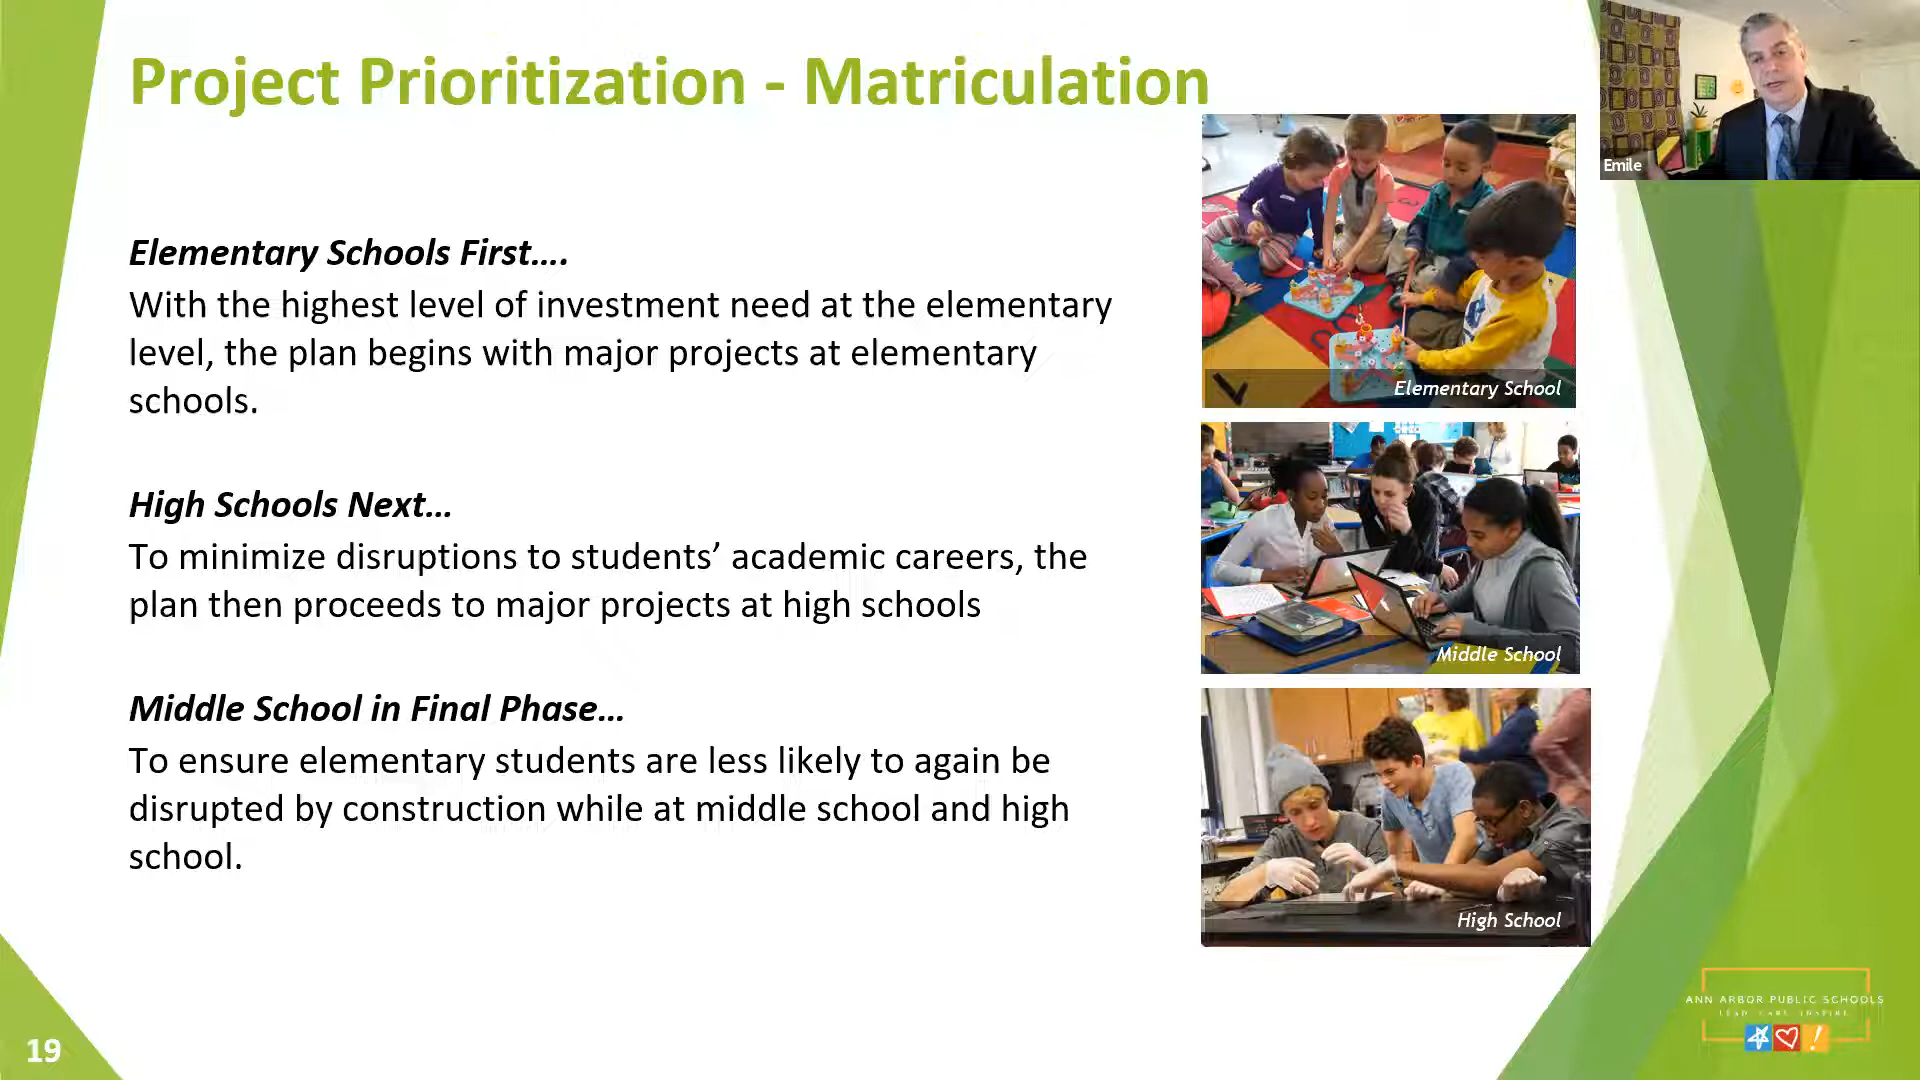 Project Prioritization - Matriculation
Emile
Elementary Schools First....
With the highest level of investment need at the elementary
level, the plan begins with major projects at elementary
schools.
Elementary School
High Schools Next...
To minimize disruptions to students’ academic careers, the
plan then proceeds to major projects at high schools
Middle School
Middle School in Final Phase...
To ensure elementary students are less likely to again be
disrupted by construction while at middle school and high
school.
High School
ANN ARBOR PUBLIC SCHOOLS
LEAD CARE INSPIRE
19